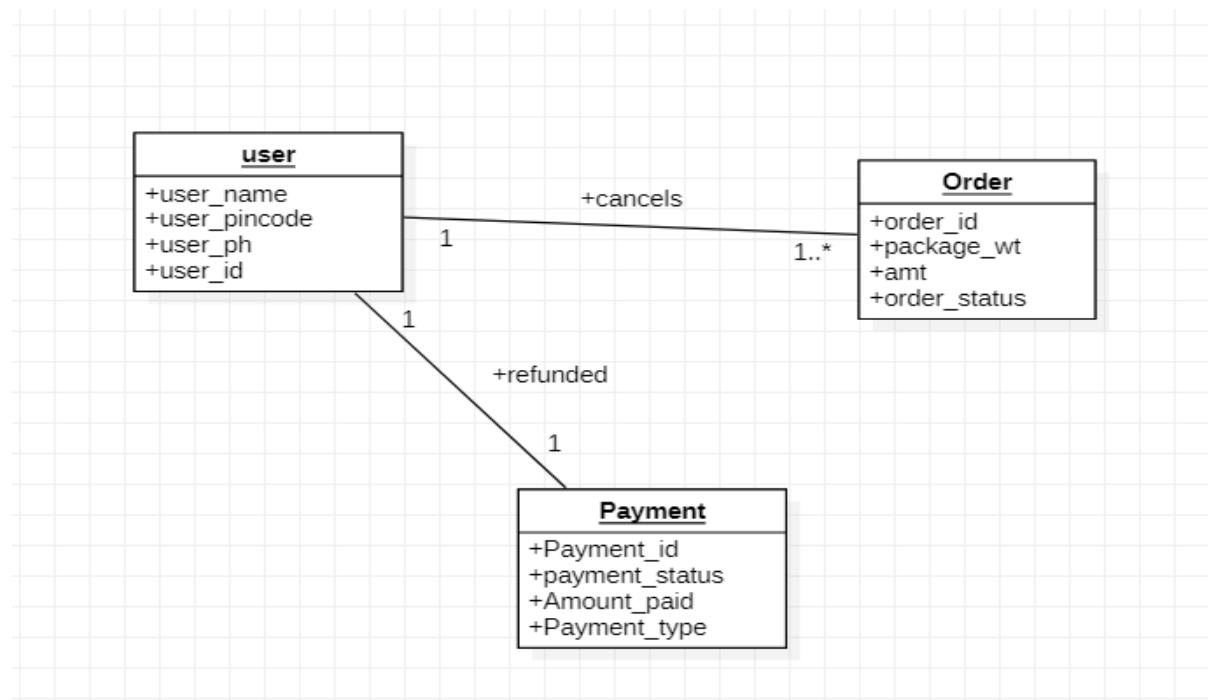 user
+user_name
+user_pincode
+user_ph
+user_id
+cancels
1
1..*
Order
+order_id
+package_wt
+amt
+order_status
1
+refunded
1
Payment
+Payment_id
+payment_status
+Amount_paid
+Payment_type